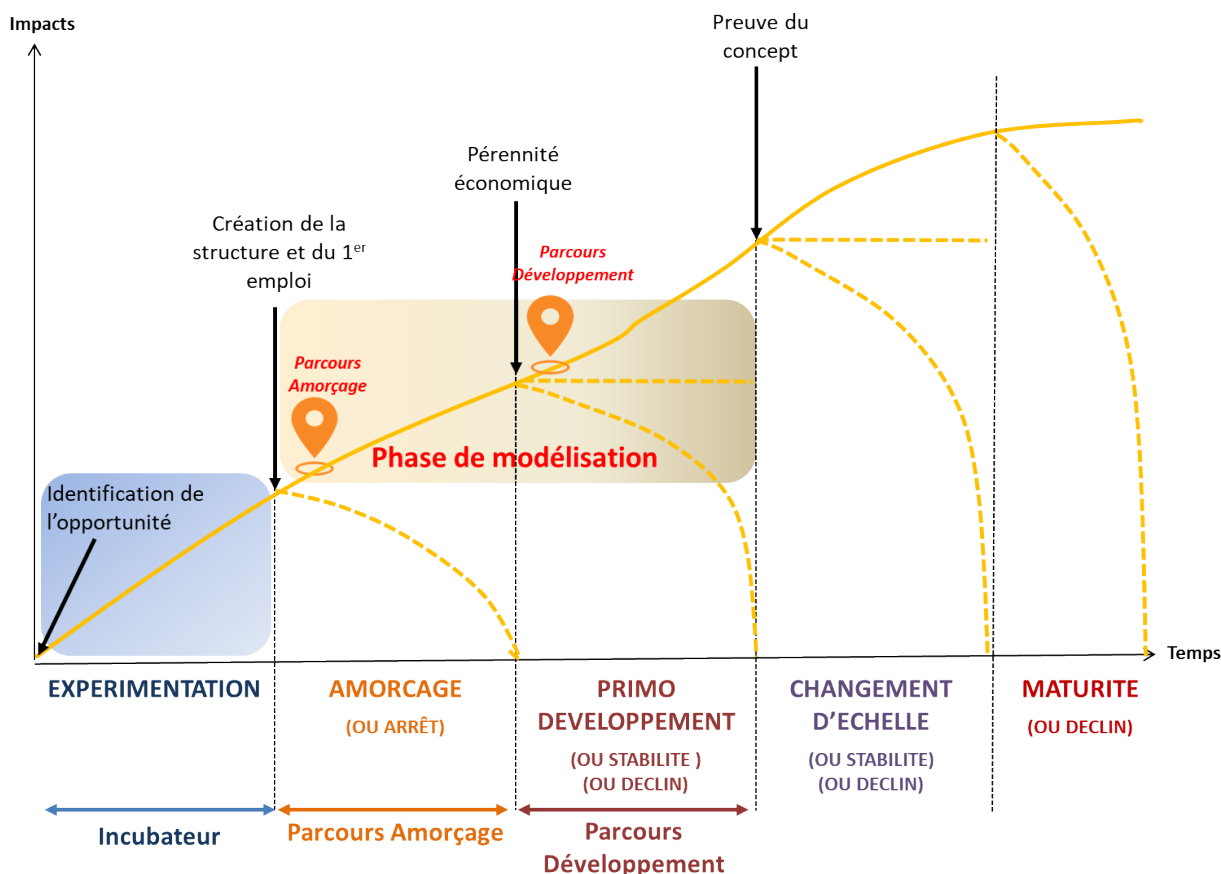 Impacts
Preuve du
concept
Pérennité
économique
Création de la
structure et du 1er
emploi
Parcours
Développement
Parcours
Amorçage
Phase de modélisation
Identification de
l’opportunité
Temps
EXPERIMENTATION
AMORCAGE
(OU ARRÊT)
PRIMO
DEVELOPPEMENT
(OU STABILITE )
(OU DECLIN)
CHANGEMENT
D’ECHELLE
(OU STABILITE)
(OU DECLIN)
MATURITE
(OU DECLIN)
Incubateur
Parcours Amorçage
Parcours
Développement